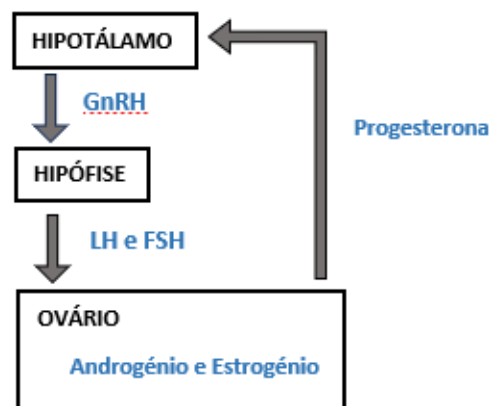 HIPOTÁLAMO
GnRH
Progesterona
HIPÓFISE
LH e FSH
OVÁRIO
Androgénio e Estrogénio